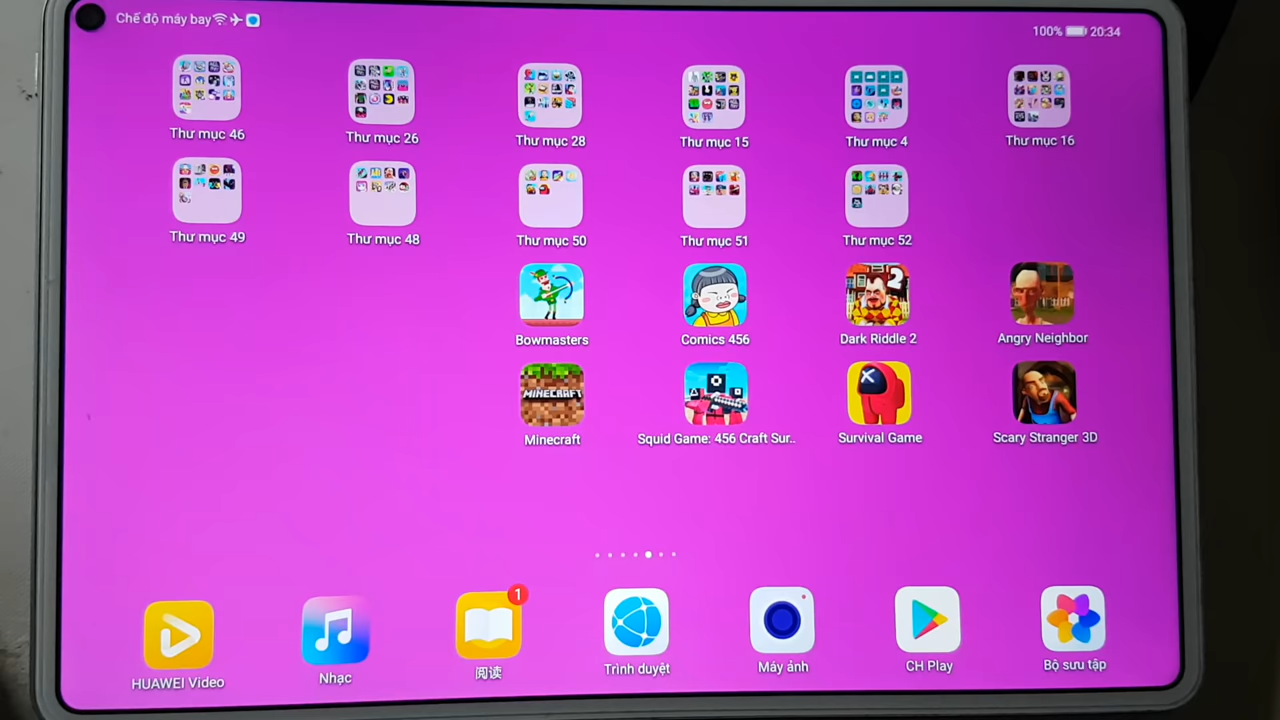 Chế độ máy bay
100% 20:34
Thư mục 46
Thư mục 26
Thư mục 28
Thư mục 15
Thư mục 4
Thư mục 16
Thư mục 49
Thư mục 48
Thư mục 50
Thư mục 51
Thư mục 52
2
Bowmasters
Comics 456
Dark Riddle 2
Angry Neighbor
MINECRAFT
Minecraft
Squid Game: 456 Craft Sur..
Survival Game
Scary Stranger 3D
1
HUAWEI Video
Nhạc
阅读
Trình duyệt
Máy ảnh
CH Play
Bộ sưu tập